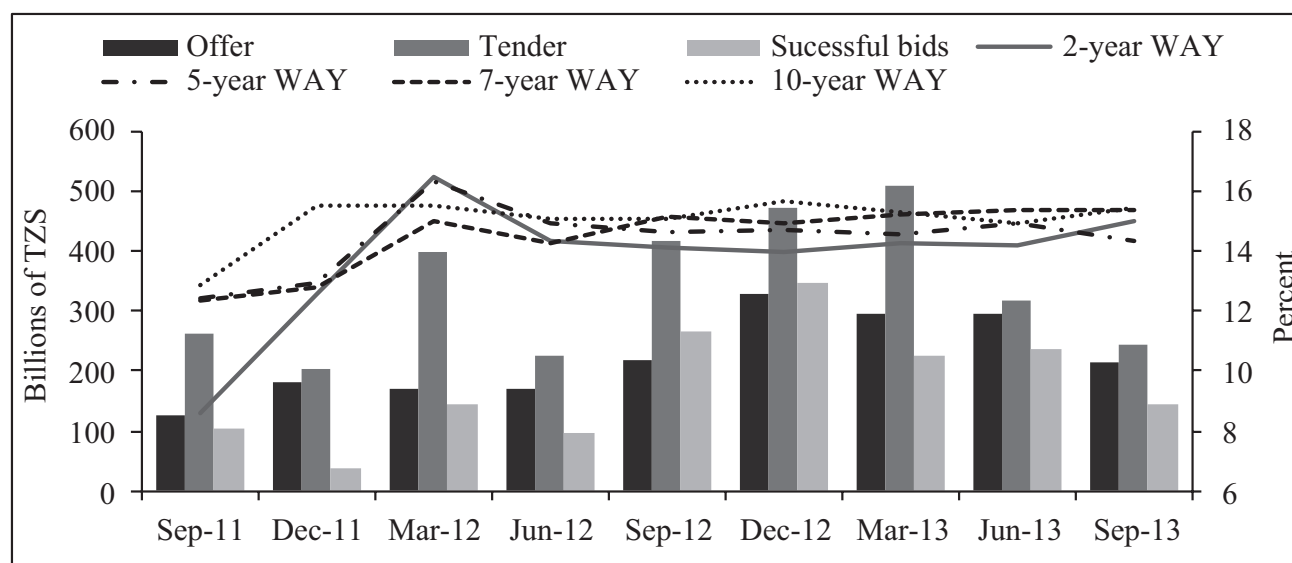 Offer Tender Sucessful bids 2-year WAY
5-year WAY 7-year WAY 10-year WAY
Billions of TZS
600
500
400
300
200
100
0
18
16
14
12
10
8
6
Percent
Sep-11 Dec-11 Mar-12 Jun-12 Sep-12 Dec-12 Mar-13 Jun-13 Sep-13